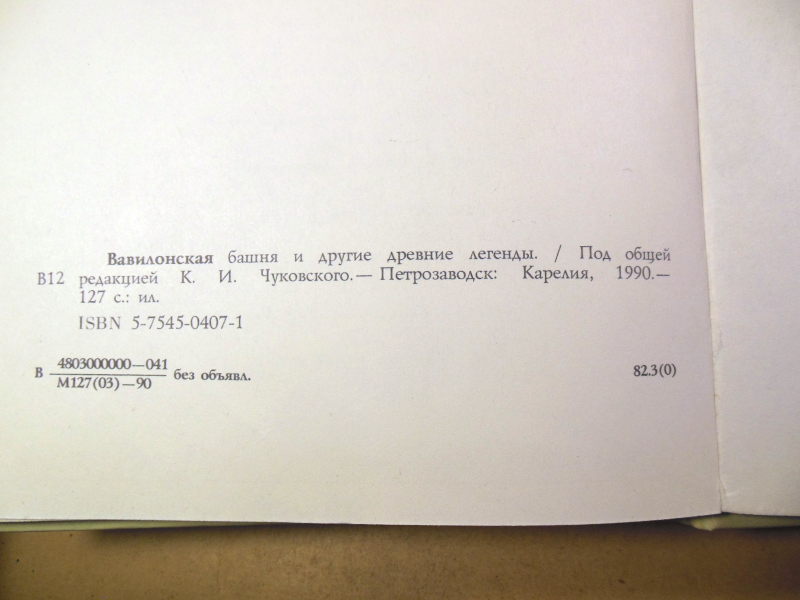 Вавилонская башня и другие древние легенды. / Под общей
В12 редакцией К. И. Чуковского.— Петрозаводск: Карелия, 1990.—
127 с.: ил.
ISBN 5-7545-0407-1
4803000000—041
В М127(03)—90 без объявл.
82.3(0)